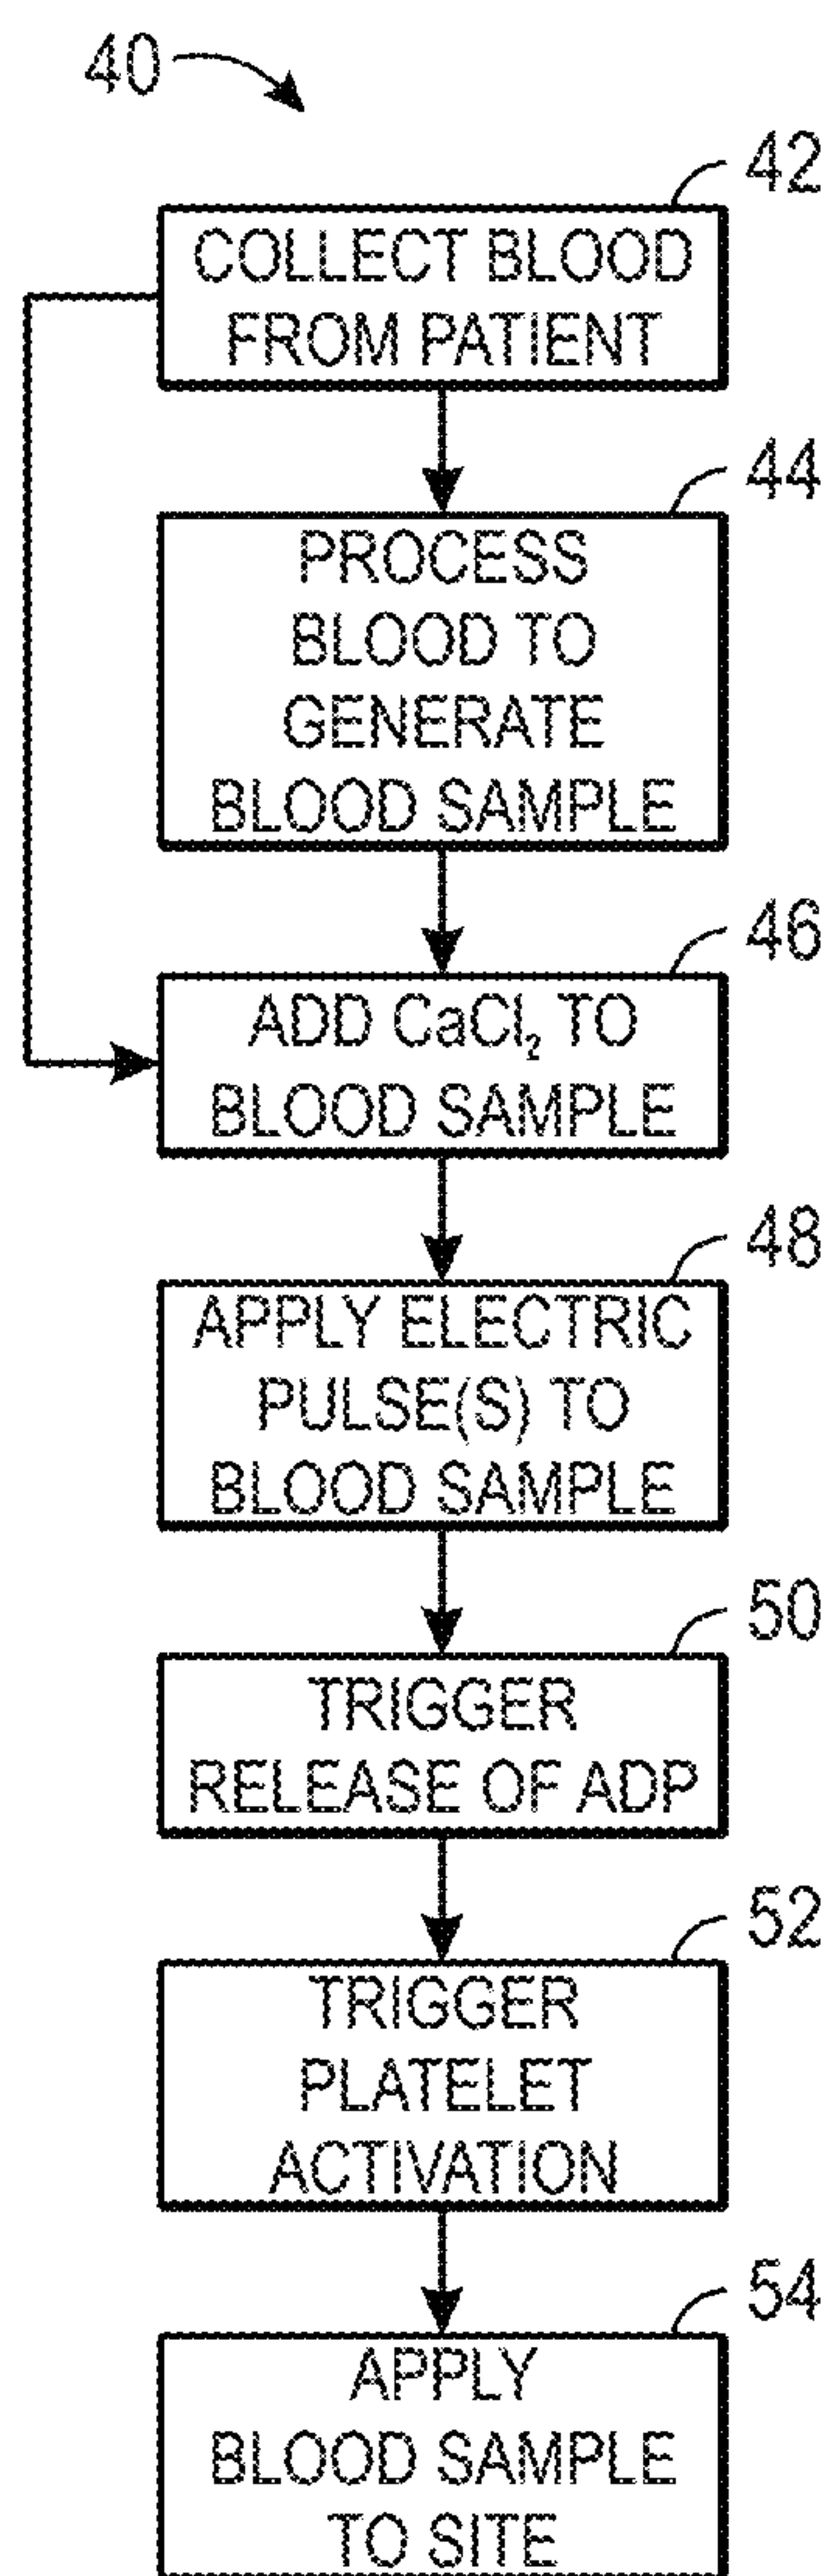 40
42
COLLECT BLOOD
FROM PATIENT
44
PROCESS
BLOOD TO
GENERATE
BLOOD SAMPLE
46
ADD CaCl₂ TO
BLOOD SAMPLE
48
APPLY ELECTRIC
PULSE(S) TO
BLOOD SAMPLE
50
TRIGGER
RELEASE OF ADP
52
TRIGGER
PLATELET
ACTIVATION
54
APPLY
BLOOD SAMPLE
TO SITE